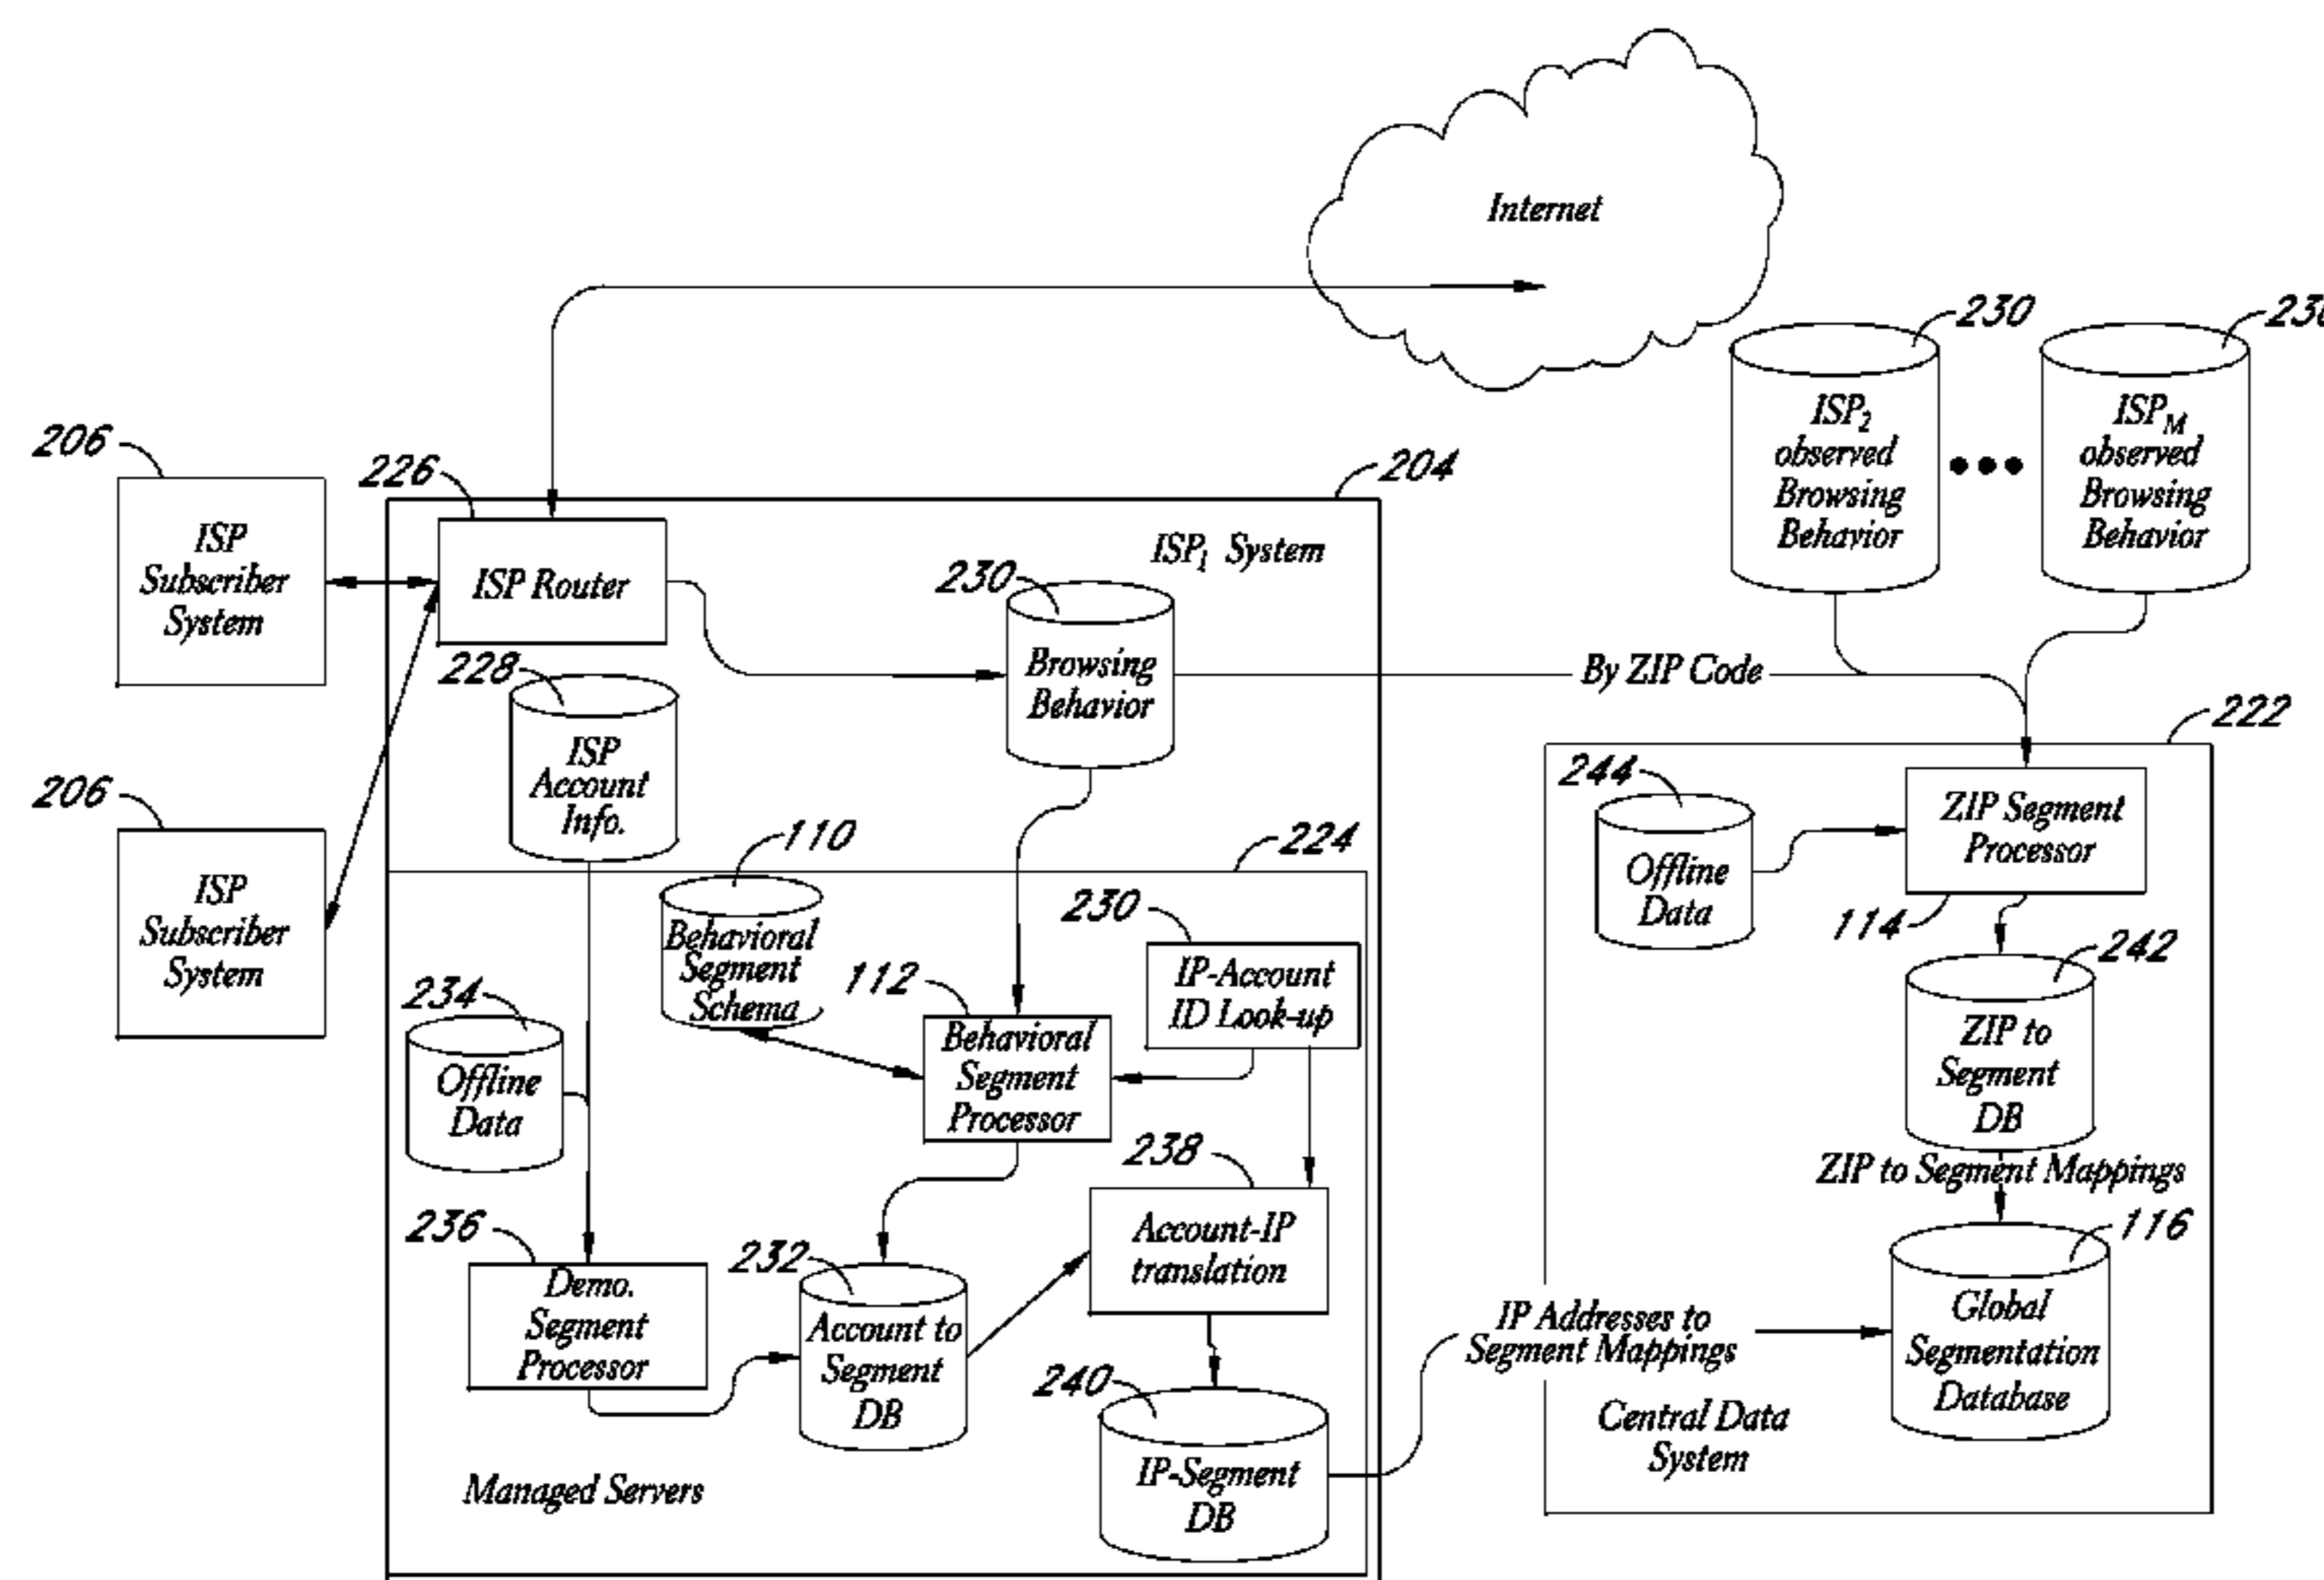 Internet
230
230
ISP2
observed
Browsing
Behavior
ISPM
observed
Browsing
Behavior
206
ISP
Subscriber
System
226
ISP Router
204
ISP1 System
230
Browsing
Behavior
By ZIP Code
228
ISP
Account
Info.
206
ISP
Subscriber
System
222
244
Offline
Data
ZIP Segment
Processor
114
110
Behavioral
Segment
Schema
224
230
IP-Account
ID Look-up
112
Behavioral
Segment
Processor
242
ZIP to
Segment
DB
ZIP to Segment Mappings
234
Offline
Data
238
Account-IP
translation
116
Global
Segmentation
Database
236
Demo.
Segment
Processor
232
Account to
Segment
DB
IP Addresses to
Segment Mappings
240
IP-Segment
DB
Central Data
System
Managed Servers